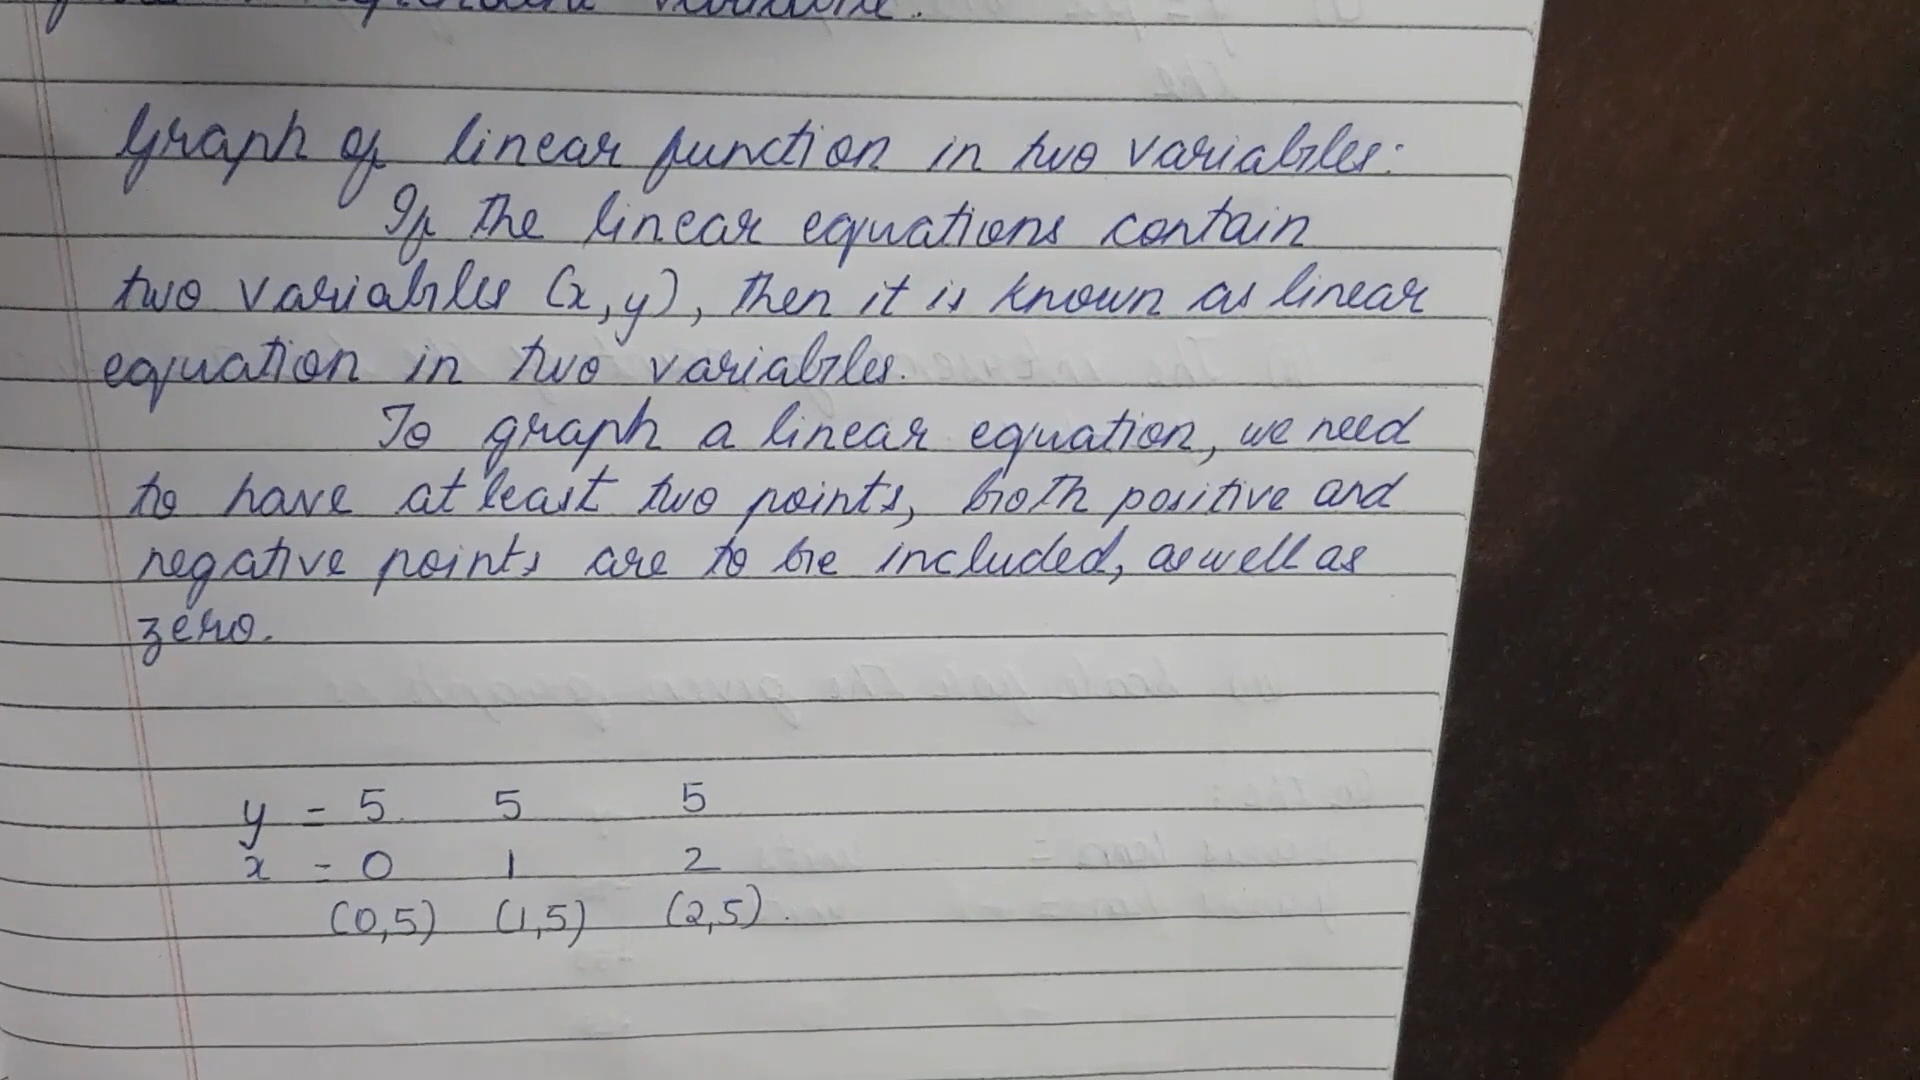 Graph of linear function in two variables:
If the linear equations contain
two variables (x,y), then it is known as linear
equation in two variables.
To graph a linear equation, we need
to have at least two points, both positive and
negative points are to be included, as well as
zero.
y = 5 5 5
x = 0 1 2
(0,5) (1,5) (2,5).